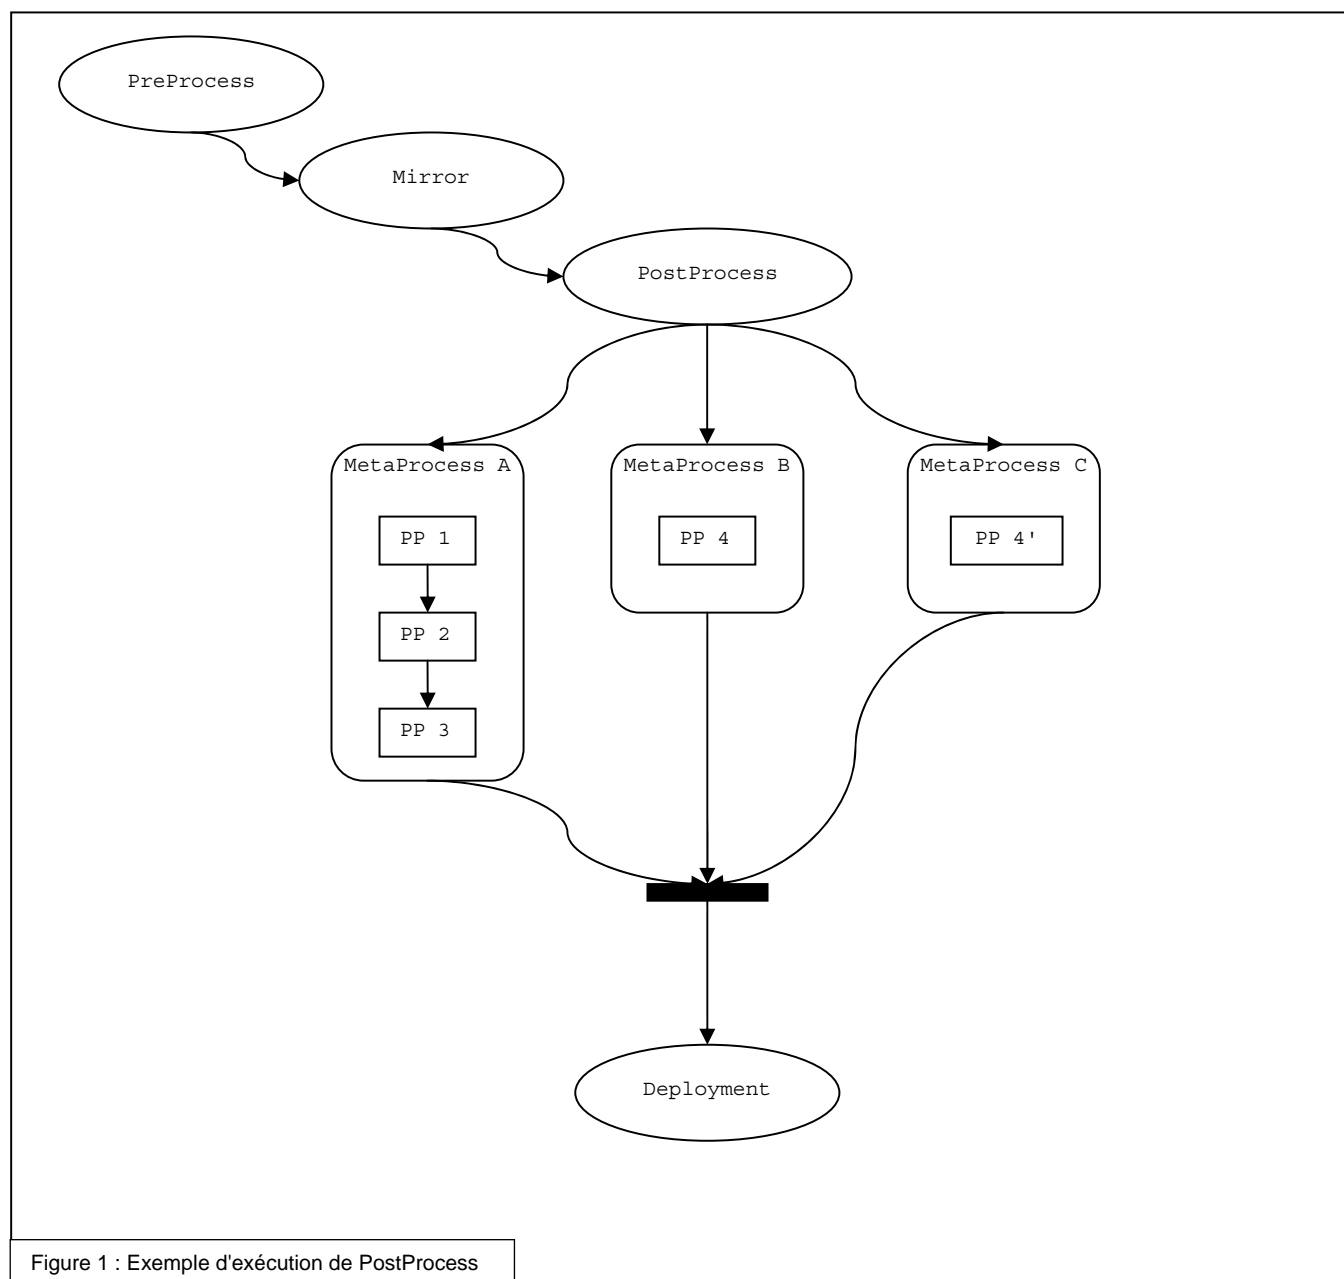 PreProcess
Mirror
PostProcess
MetaProcess A
MetaProcess B
MetaProcess C
PP 1
PP 4
PP 4'
PP 2
PP 3
Deployment
Figure 1 : Exemple d'exécution de PostProcess